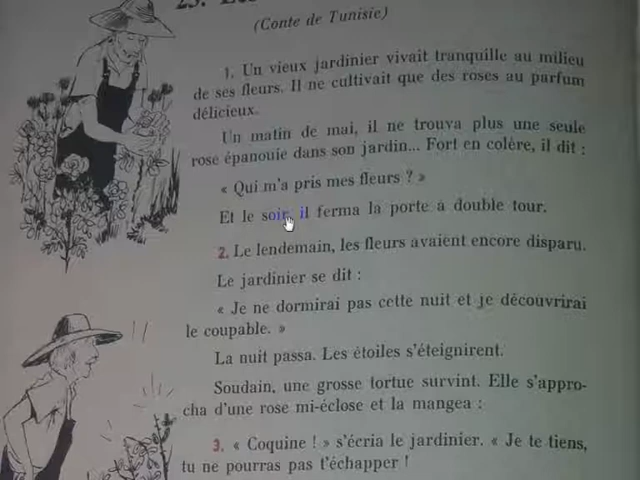 (Conte de Tunisie)
1. Un vieux jardinier vivait tranquille au milieu
de ses fleurs. Il ne cultivait que des roses au parfum
délicieux.
Un matin de mai, il ne trouva plus une seule
rose épanouie dans son jardin... Fort en colère, il dit :
« Qui m'a pris mes fleurs ? »
Et le soir, il ferma la porte à double tour.
2. Le lendemain, les fleurs avaient encore disparu.
Le jardinier se dit :
« Je ne dormirai pas cette nuit et je découvrirai
le coupable. »
La nuit passa. Les étoiles s'éteignirent.
Soudain, une grosse tortue survint. Elle s'appro-
cha d'une rose mi-éclose et la mangea :
3. « Coquine ! » s'écria le jardinier. « Je te tiens,
tu ne pourras pas t'échapper !